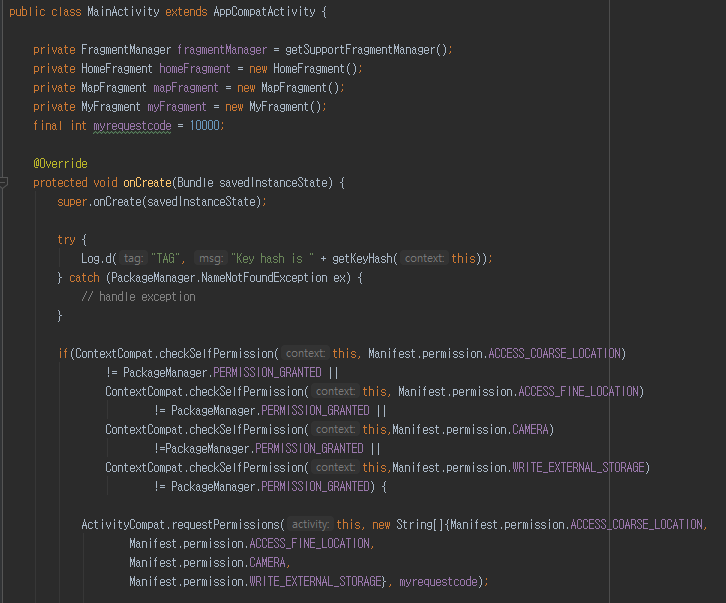 public class MainActivity extends AppCompatActivity {
private FragmentManager fragmentManager = getSupportFragmentManager();
private HomeFragment homeFragment = new HomeFragment();
private MapFragment mapFragment = new MapFragment();
private MyFragment myFragment = new MyFragment();
final int myrequestcode = 10000;
@Override
protected void onCreate(Bundle savedInstanceState) {
super.onCreate(savedInstanceState);
try {
Log.d( tag: "TAG", msg: "Key hash is " + getKeyHash( context: this));
} catch (PackageManager.NameNotFoundException ex) {
// handle exception
}
if(ContextCompat.checkSelfPermission( context: this, Manifest.permission.ACCESS_COARSE_LOCATION)
!= PackageManager.PERMISSION_GRANTED ||
ContextCompat.checkSelfPermission( context: this, Manifest.permission.ACCESS_FINE_LOCATION)
!= PackageManager.PERMISSION_GRANTED ||
ContextCompat.checkSelfPermission( context: this,Manifest.permission.CAMERA)
!=PackageManager.PERMISSION_GRANTED ||
ContextCompat.checkSelfPermission( context: this,Manifest.permission.WRITE_EXTERNAL_STORAGE)
!= PackageManager.PERMISSION_GRANTED) {
ActivityCompat.requestPermissions( activity: this, new String[]{Manifest.permission.ACCESS_COARSE_LOCATION,
Manifest.permission.ACCESS_FINE_LOCATION,
Manifest.permission.CAMERA,
Manifest.permission.WRITE_EXTERNAL_STORAGE}, myrequestcode);